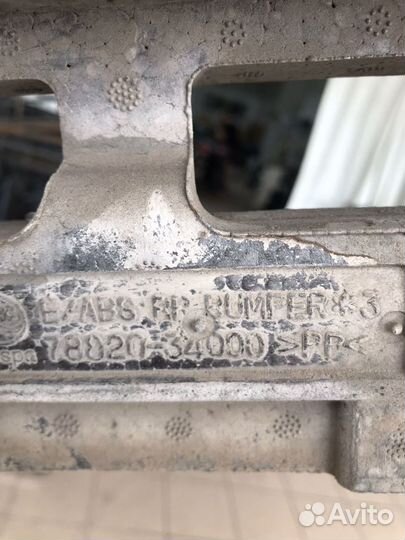 E/ABS RR BUMPER # 3
spa 78820-34000 >PP<
Avito